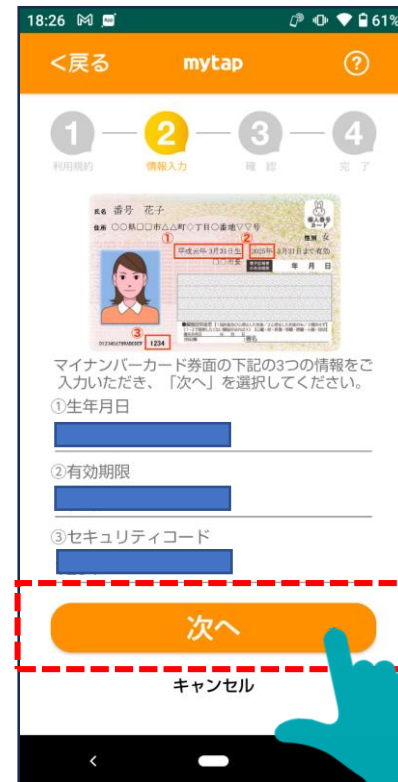 18:26
61%
<戻る mytap ?
1 2 3 4
利用規約 情報入力 確 認 完 了
氏名 番号 花子
住所 ○○県□□市△△町◇丁目○番地▽▽号
個人番号
カード
① ②
性別 女
平成元年 3月31日生 2025年 3月31日まで有効
□□市長
年 月 日
③
1234
マイナンバーカード券面の下記の3つの情報をご
入力いただき、「次へ」を選択してください。
①生年月日
②有効期限
③セキュリティコード
次へ
キャンセル